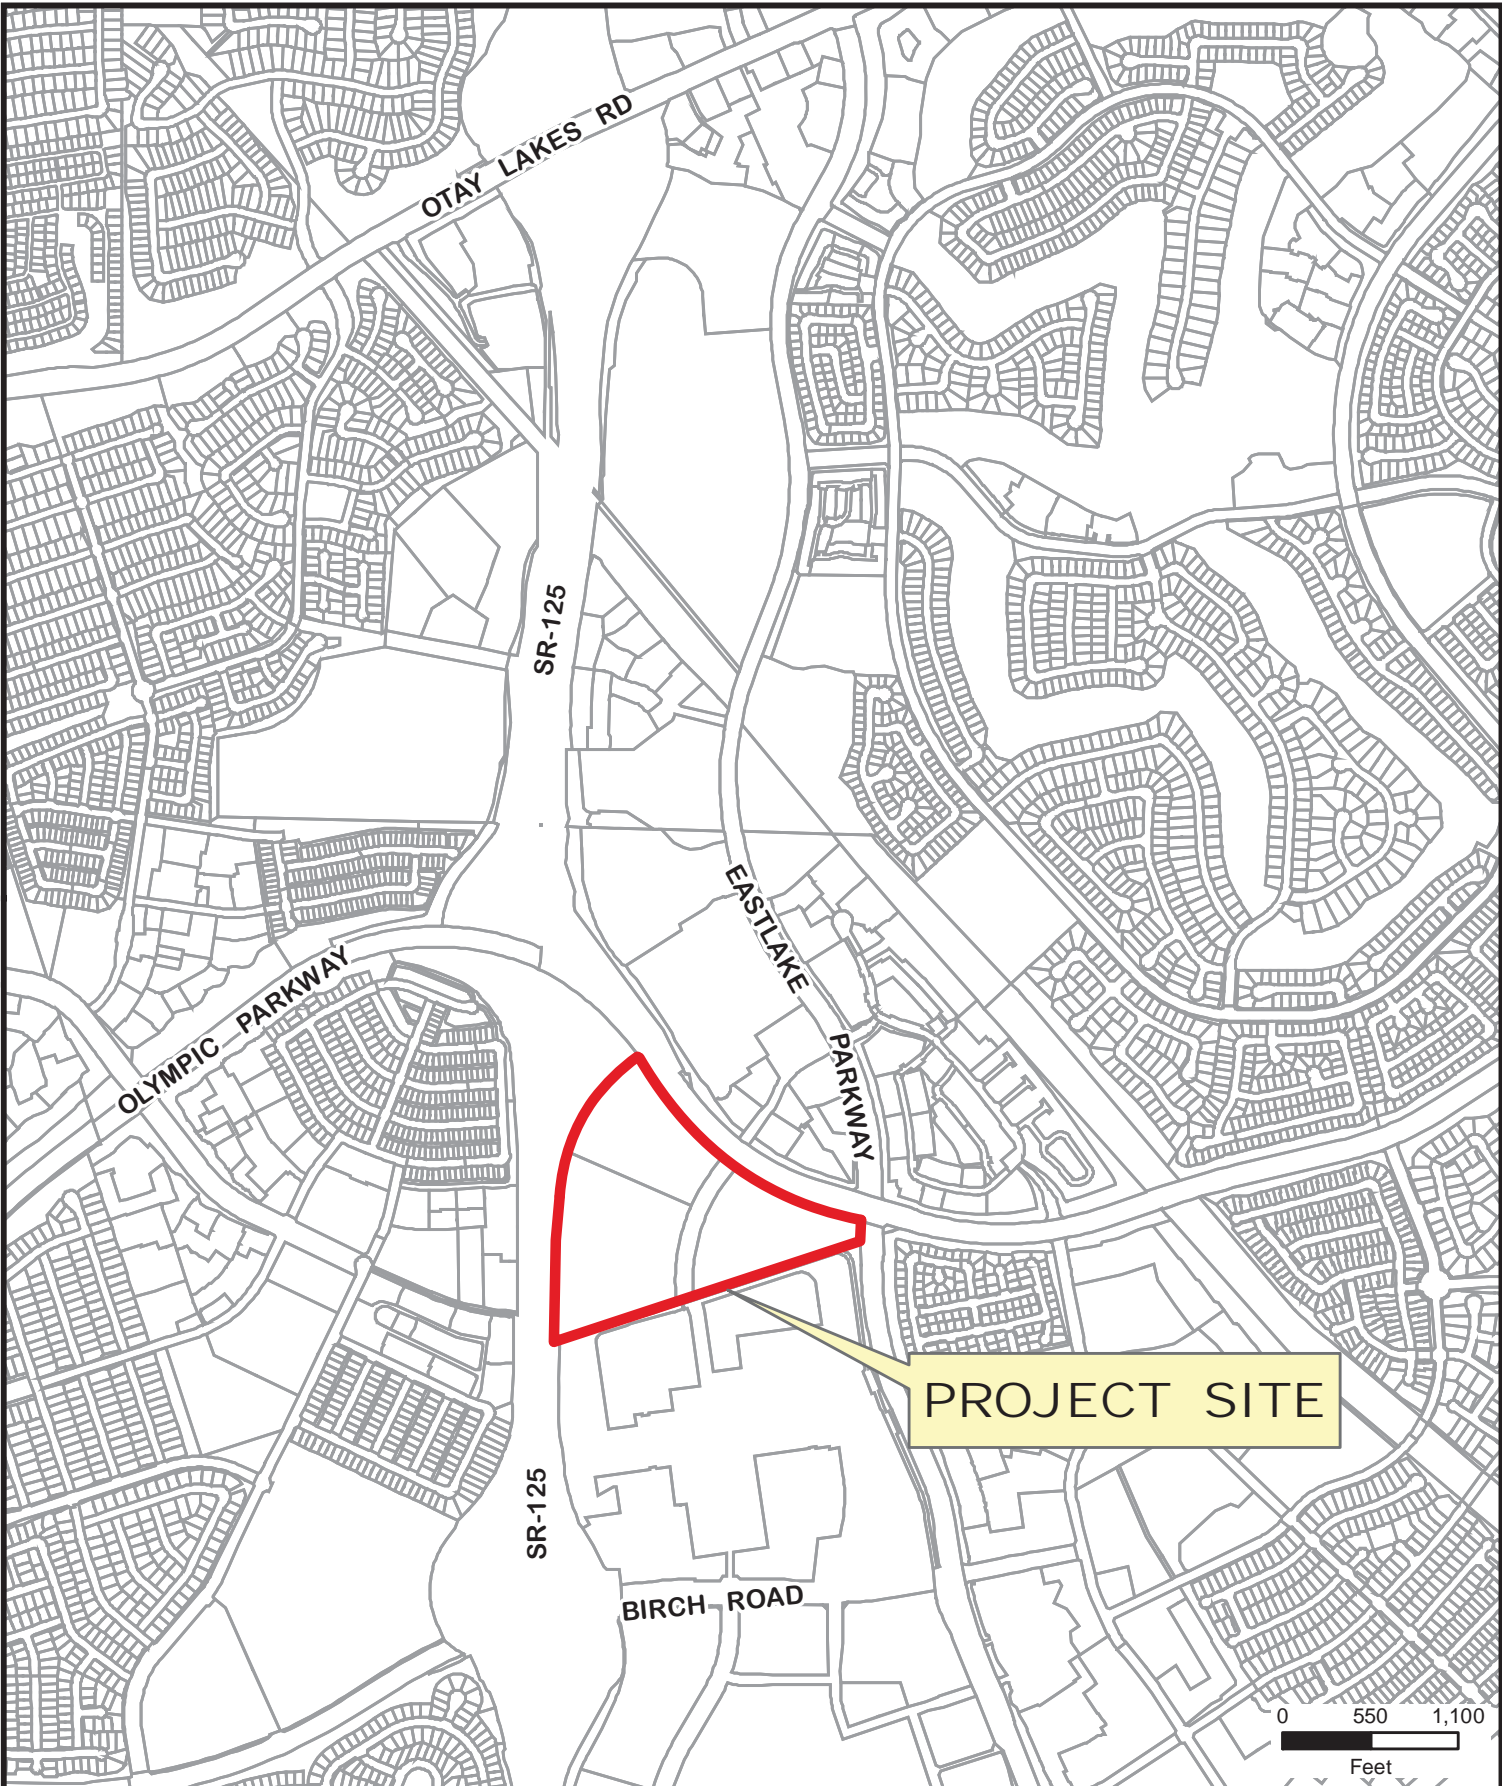 OTAY LAKES RD
SR-125
EASTLAKE PARKWAY
OLYMPIC PARKWAY
PROJECT SITE
SR-125
BIRCH ROAD
0 550 1,100
Feet